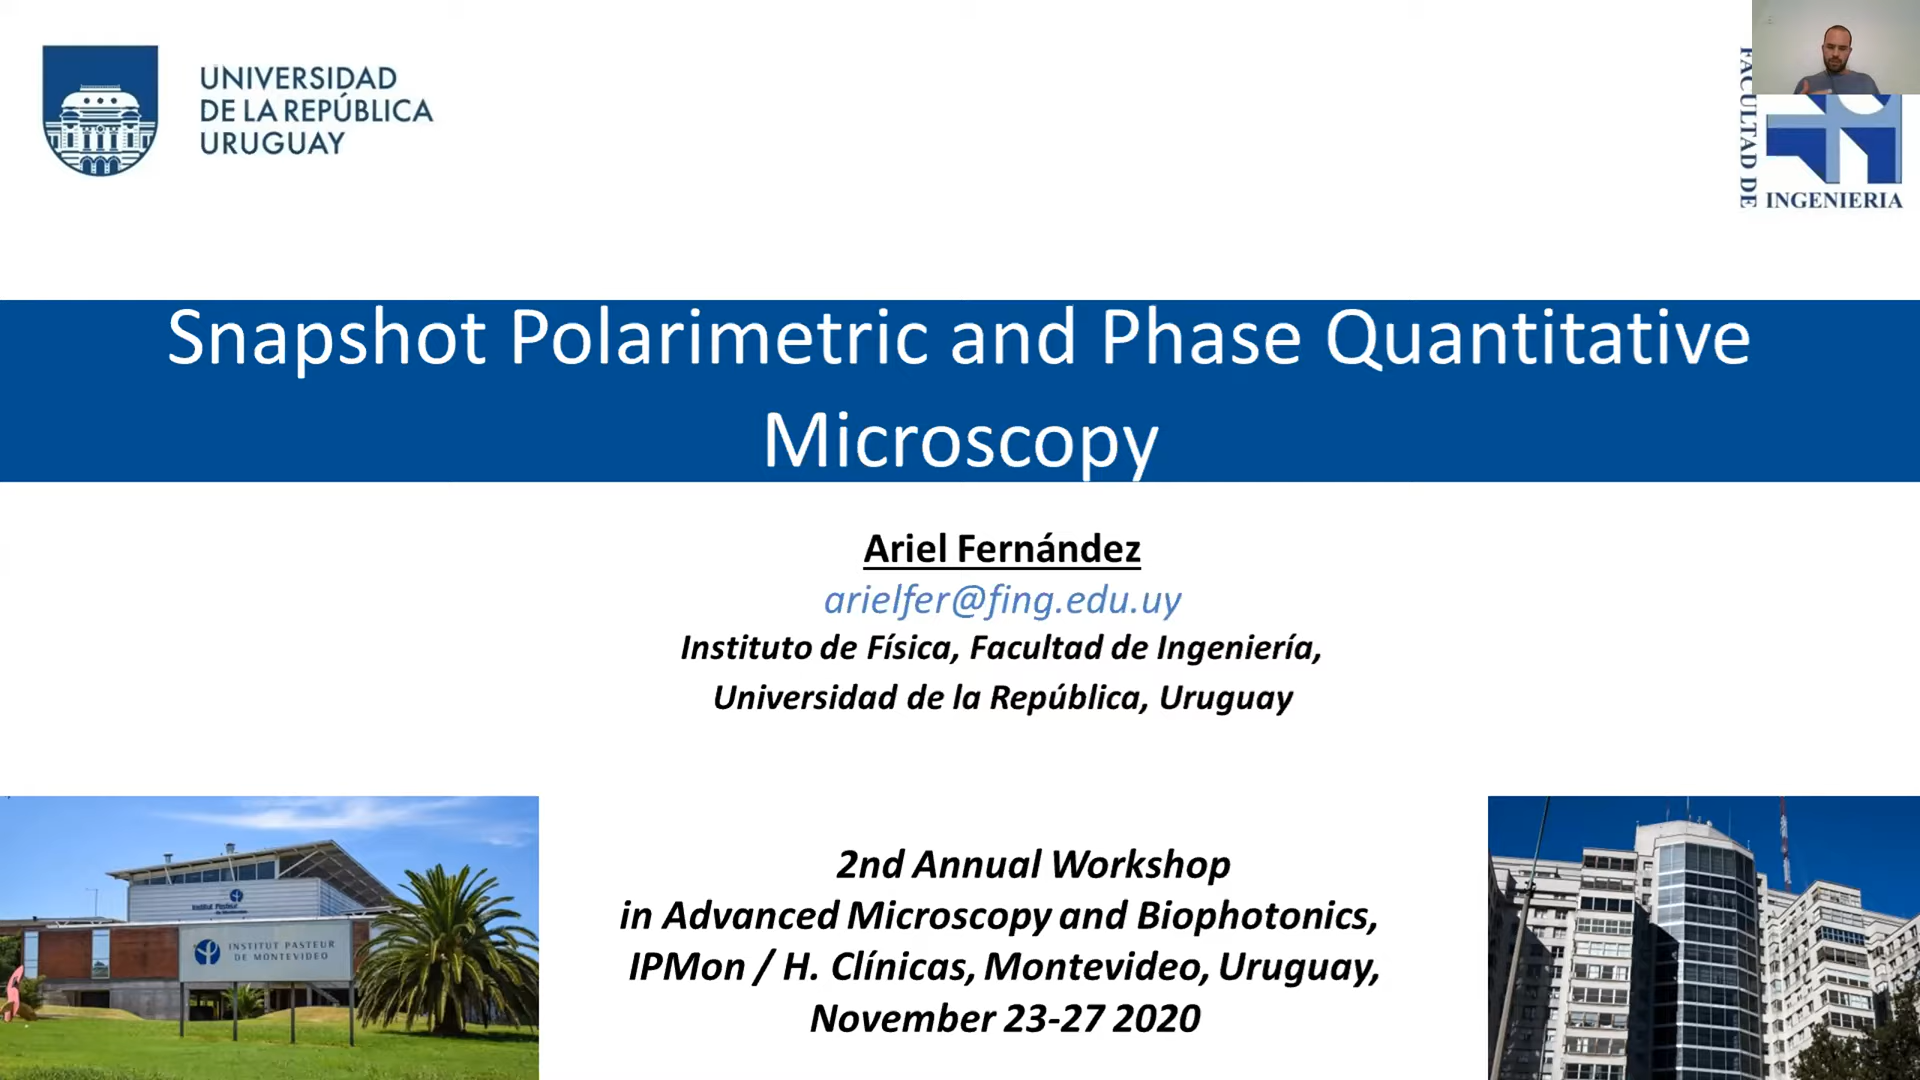 UNIVERSIDAD
DE LA REPÚBLICA
URUGUAY
FACULTAD DE
INGENIERIA
Snapshot Polarimetric and Phase Quantitative
Microscopy
Ariel Fernández
arielfer@fing.edu.uy
Instituto de Física, Facultad de Ingeniería,
Universidad de la República, Uruguay
2nd Annual Workshop
in Advanced Microscopy and Biophotonics,
IPMon / H. Clínicas, Montevideo, Uruguay,
November 23-27 2020
Institut Pasteur
INSTITUT PASTEUR
DE MONTEVIDEO